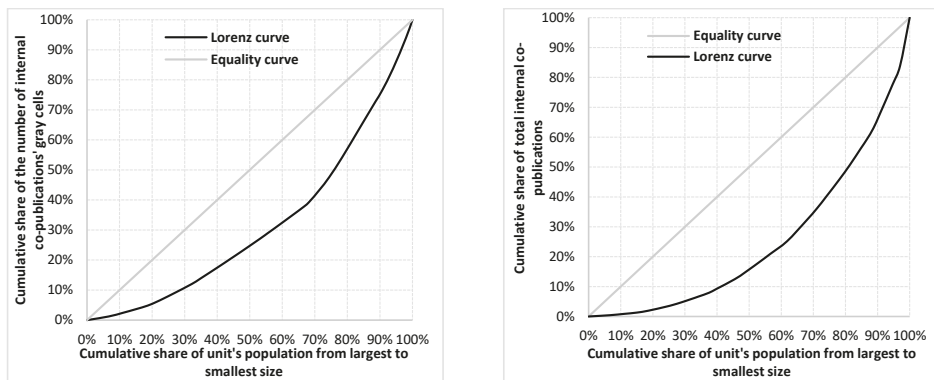 Cumulative share of the number of internal
co-publications' gray cells
100%
90%
80%
70%
60%
50%
40%
30%
20%
10%
0%
Lorenz curve
Equality curve
0% 10% 20% 30% 40% 50% 60% 70% 80% 90% 100%
Cumulative share of unit's population from largest to
smallest size
Cumulative share of total internal co-
publications
100%
90%
80%
70%
60%
50%
40%
30%
20%
10%
0%
Equality curve
Lorenz curve
0% 10% 20% 30% 40% 50% 60% 70% 80% 90% 100%
Cumulative share of unit's population from largest to
smallest size